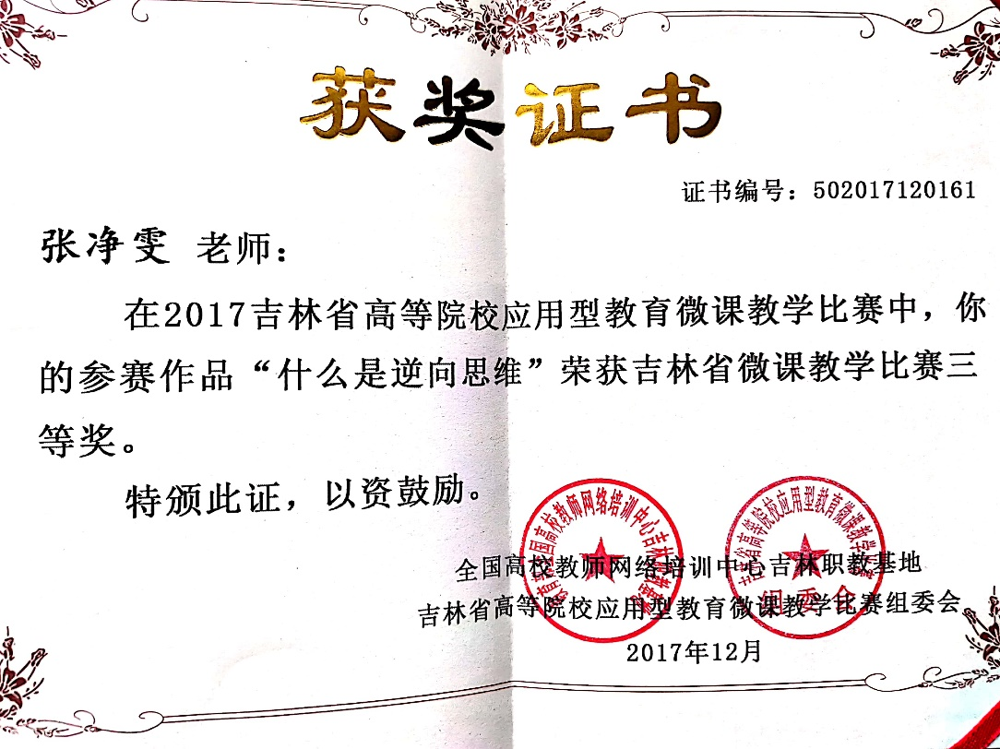 获奖证书
证书编号：502017120161
张净雯 老师：
在2017吉林省高等院校应用型教育微课教学比赛中，你
的参赛作品“什么是逆向思维”荣获吉林省微课教学比赛三
等奖。
特颁此证，以资鼓励。
全国高校教师网络培训中心吉林职教基地
吉林省高等院校应用型教育微课教学比赛组委会
2017年12月
组委会